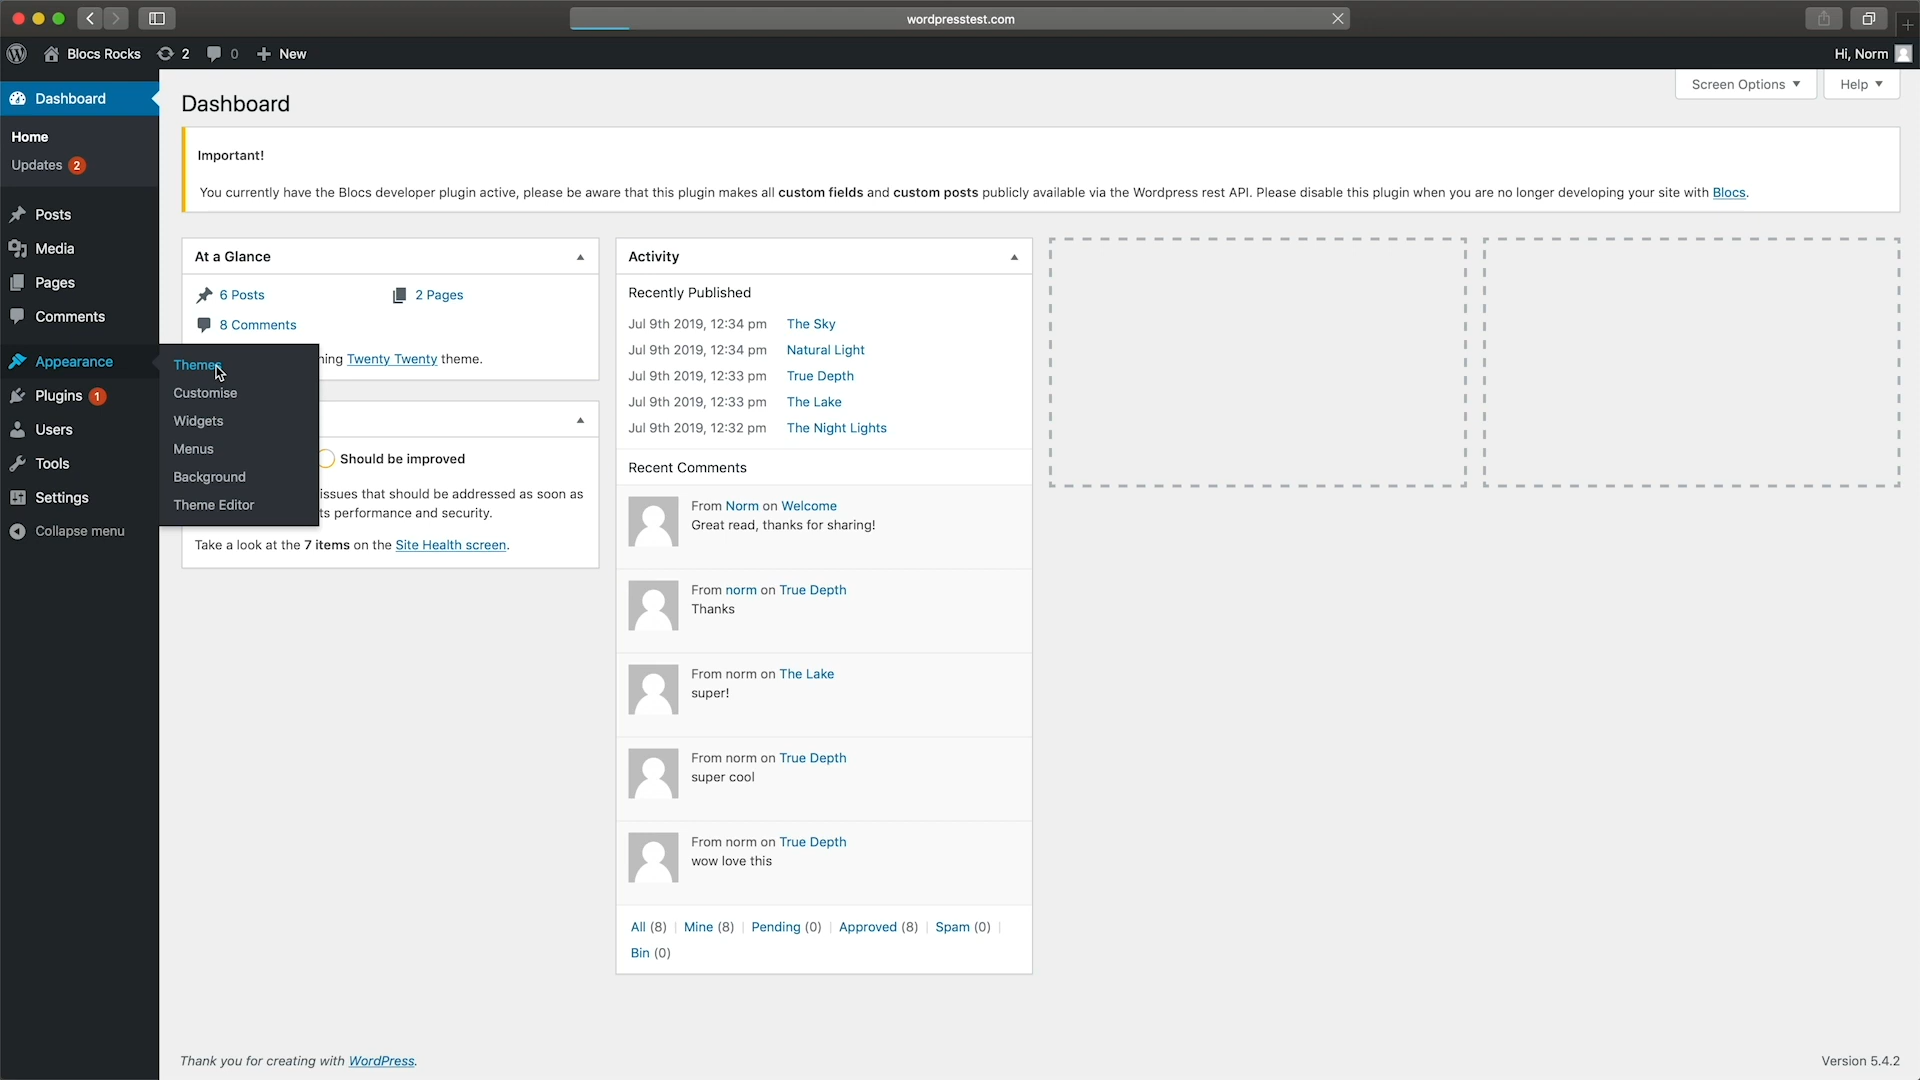 wordpresstest.com
Blocs Rocks 2 0 New Hi, Norm
Dashboard
Home
Updates 2
Posts
Media
Pages
Comments
Appearance
Plugins 1
Users
Tools
Settings
Collapse menu
Themes
Customise
Widgets
Menus
Background
Theme Editor
Screen Options Help
Dashboard
Important!
You currently have the Blocs developer plugin active, please be aware that this plugin makes all custom fields and custom posts publicly available via the Wordpress rest API. Please disable this plugin when you are no longer developing your site with Blocs.
At a Glance
6 Posts 2 Pages
8 Comments
Twenty Twenty theme.
Should be improved
issues that should be addressed as soon as
performance and security.
Take a look at the 7 items on the Site Health screen.
Activity
Recently Published
Jul 9th 2019, 12:34 pm The Sky
Jul 9th 2019, 12:34 pm Natural Light
Jul 9th 2019, 12:33 pm True Depth
Jul 9th 2019, 12:33 pm The Lake
Jul 9th 2019, 12:32 pm The Night Lights
Recent Comments
From Norm on Welcome
Great read, thanks for sharing!
From norm on True Depth
Thanks
From norm on The Lake
super!
From norm on True Depth
super cool
From norm on True Depth
wow love this
All (8) | Mine (8) | Pending (0) | Approved (8) | Spam (0) |
Bin (0)
Thank you for creating with WordPress.
Version 5.4.2